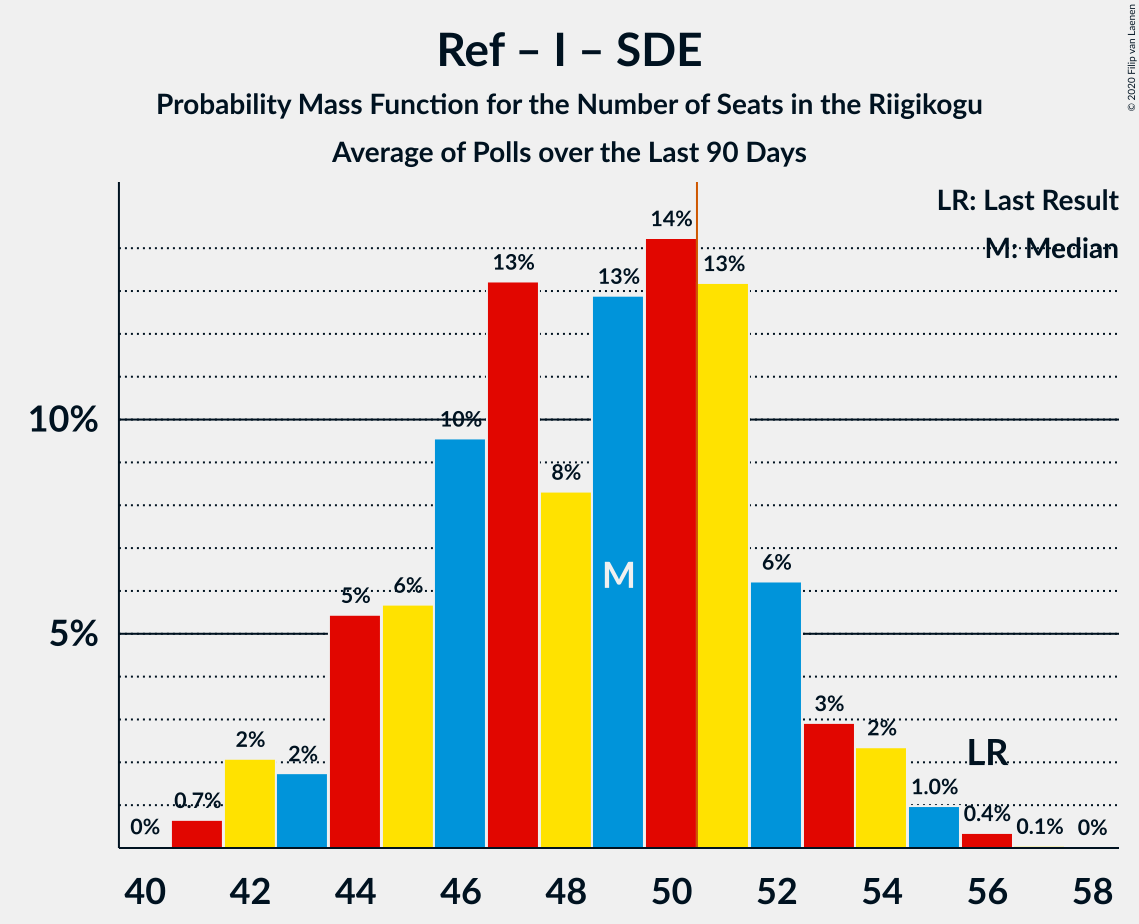 Ref – I – SDE
Probability Mass Function for the Number of Seats in the Riigikogu
Average of Polls over the Last 90 Days
© 2020 Filip van Laenen
LR: Last Result
M: Median
10%
5%
0%
0.7%
2%
2%
5%
6%
10%
13%
8%
13%
14%
13%
6%
3%
2%
1.0%
0.4%
0.1%
0%
M
LR
40 42 44 46 48 50 52 54 56 58